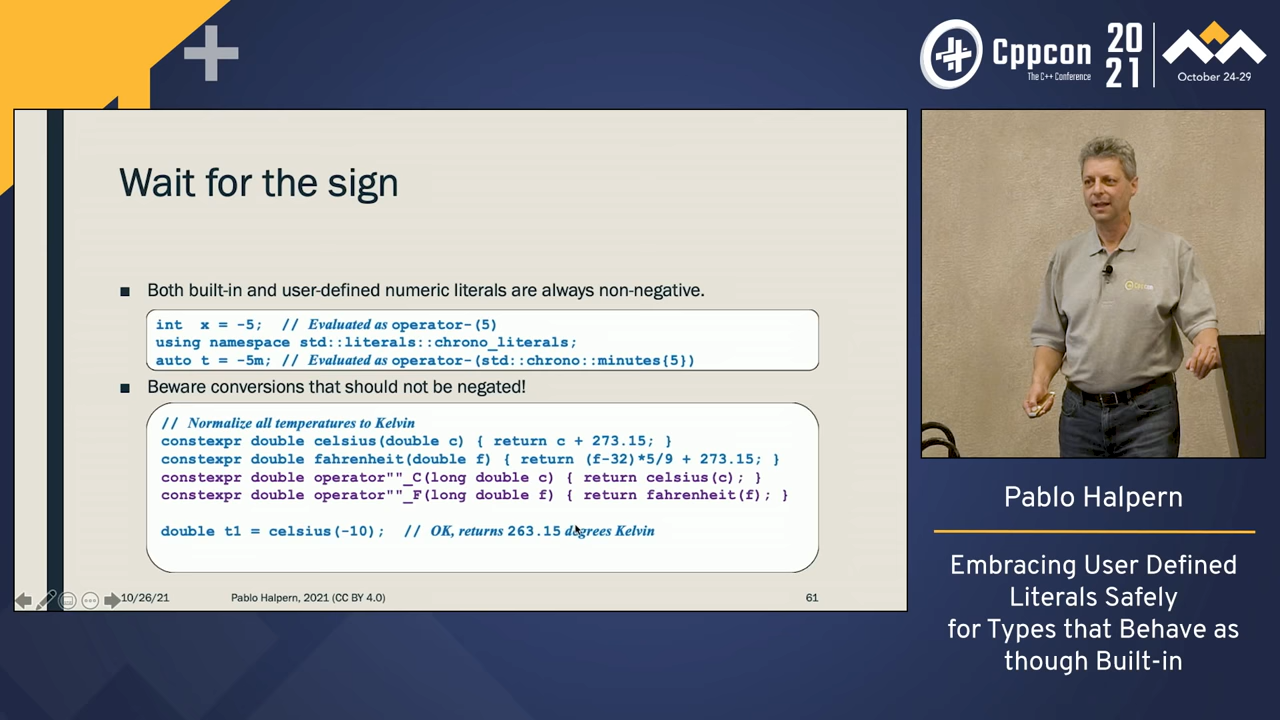 Cppcon
The C++ Conference
20
21
October 24-29
Wait for the sign
■ Both built-in and user-defined numeric literals are always non-negative.
int  x = -5;  // Evaluated as operator-(5)
using namespace std::literals::chrono_literals;
auto t = -5m; // Evaluated as operator-(std::chrono::minutes{5})
■ Beware conversions that should not be negated!
// Normalize all temperatures to Kelvin
constexpr double celsius(double c) { return c + 273.15; }
constexpr double fahrenheit(double f) { return (f-32)*5/9 + 273.15; }
constexpr double operator""_C(long double c) { return celsius(c); }
constexpr double operator""_F(long double f) { return fahrenheit(f); }
double t1 = celsius(-10);  // OK, returns 263.15 degrees Kelvin
10/26/21
Pablo Halpern, 2021 (CC BY 4.0)
61
Pablo Halpern
Embracing User Defined
Literals Safely
for Types that Behave as
though Built-in